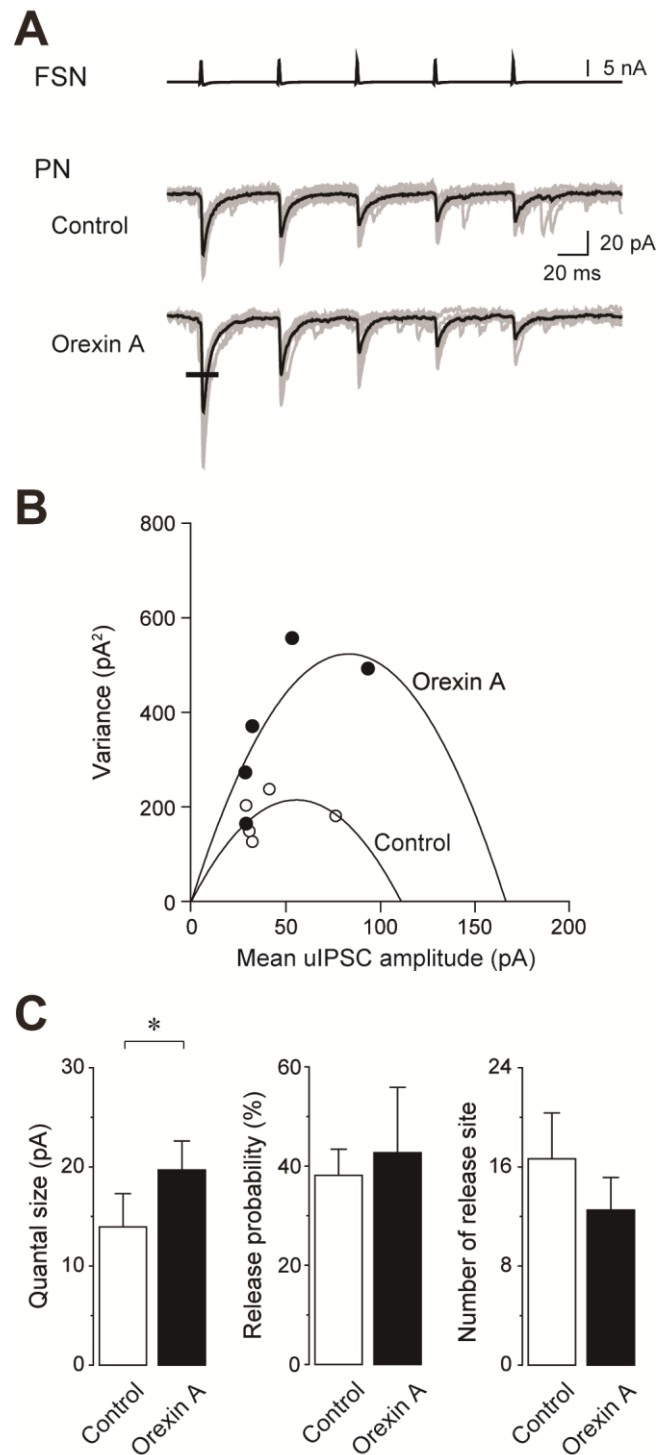 A
FSN
5 nA
PN
Control
20 pA
20 ms
Orexin A
B
800
600
400
200
0
Variance (pA²)
Orexin A
Control
0 50 100 150 200
Mean uIPSC amplitude (pA)
C
*
30
20
10
0
Quantal size (pA)
Control
Orexin A
60
40
20
0
Release probability (%)
Control
Orexin A
24
16
8
0
Number of release site
Control
Orexin A